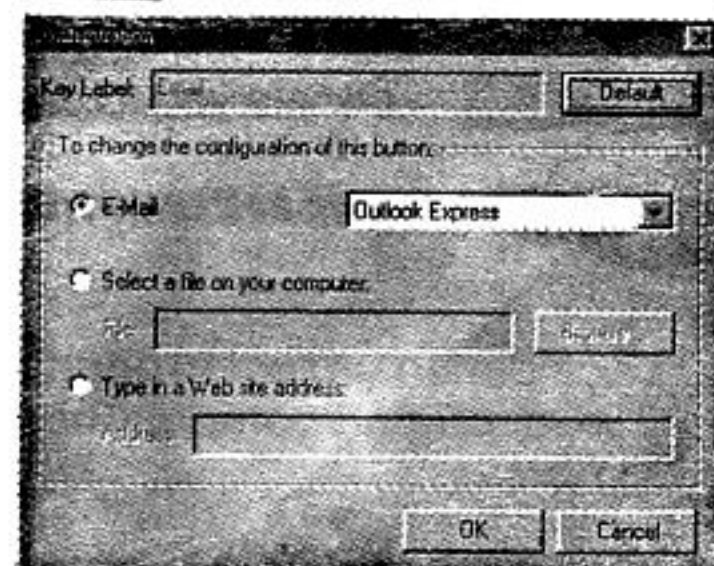 Key Label: Email Default
To change the configuration of this button:
E-Mail Outlook Express
Select a file on your computer:
File
Type in a Web site address:
Address
OK Cancel